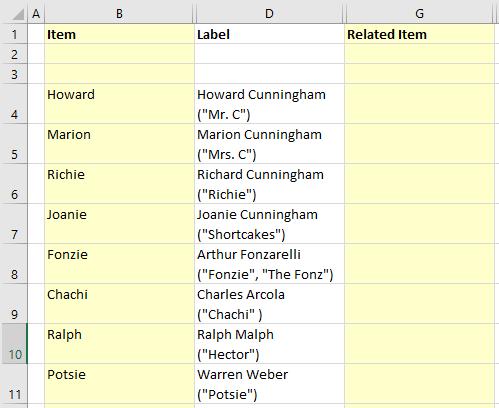 A B D G
1 Item Label Related Item
2
3
4 Howard Howard Cunningham
("Mr. C")
5 Marion Marion Cunningham
("Mrs. C")
6 Richie Richard Cunningham
("Richie")
7 Joanie Joanie Cunningham
("Shortcakes")
8 Fonzie Arthur Fonzarelli
("Fonzie", "The Fonz")
9 Chachi Charles Arcola
("Chachi" )
10 Ralph Ralph Malph
("Hector")
11 Potsie Warren Weber
("Potsie")